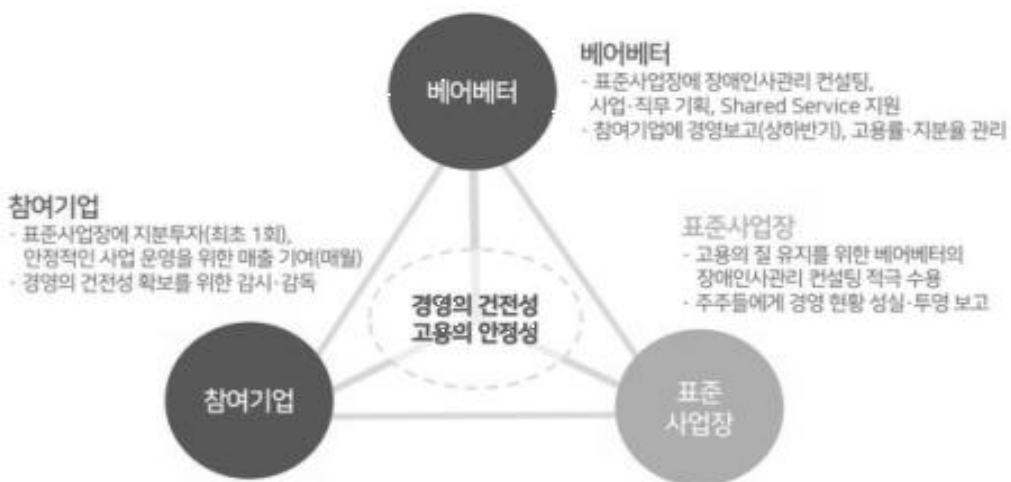 베어베터
베어베터
· 표준사업장에 장애인사관리 컨설팅,
사업·직무 기획, Shared Service 지원
· 참여기업에 경영보고(상하반기), 고용률·지분율 관리
참여기업
· 표준사업장에 지분투자(최초 1회),
안정적인 사업 운영을 위한 매출 기여(매월)
· 경영의 건전성 확보를 위한 감시·감독
표준사업장
· 고용의 질 유지를 위한 베어베터의
장애인사관리 컨설팅 적극 수용
· 주주들에게 경영 현황 성실·투명 보고
경영의 건전성
고용의 안정성
참여기업
표준
사업장